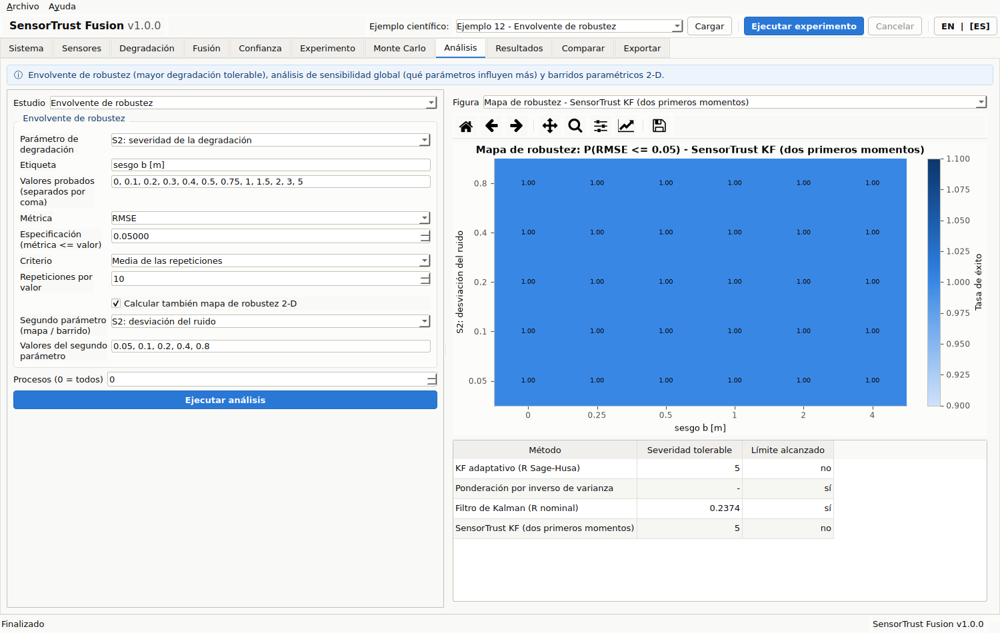 Archivo Ayuda
SensorTrust Fusion v1.0.0
Ejemplo científico: Ejemplo 12 - Envolvente de robustez Cargar Ejecutar experimento Cancelar EN | [ES]
Sistema Sensores Degradación Fusión Confianza Experimento Monte Carlo Análisis Resultados Comparar Exportar
ⓘ Envolvente de robustez (mayor degradación tolerable), análisis de sensibilidad global (qué parámetros influyen más) y barridos paramétricos 2-D.
Estudio Envolvente de robustez
Envolvente de robustez
Parámetro de
degradación
S2: severidad de la degradación
Etiqueta sesgo b [m]
Valores probados
(separados por
coma)
0, 0.1, 0.2, 0.3, 0.4, 0.5, 0.75, 1, 1.5, 2, 3, 5
Métrica RMSE
Especificación
(métrica <= valor)
0.05000
Criterio Media de las repeticiones
Repeticiones por
valor
10
Calcular también mapa de robustez 2-D
Segundo parámetro
(mapa / barrido)
S2: desviación del ruido
Valores del segundo
parámetro
0.05, 0.1, 0.2, 0.4, 0.8
Procesos (0 = todos) 0
Ejecutar análisis
Figura Mapa de robustez - SensorTrust KF (dos primeros momentos)
Mapa de robustez: P(RMSE <= 0.05) - SensorTrust KF (dos primeros momentos)
S2: desviación del ruido
0.8 1.00 1.00 1.00 1.00 1.00 1.00
0.4 1.00 1.00 1.00 1.00 1.00 1.00
0.2 1.00 1.00 1.00 1.00 1.00 1.00
0.1 1.00 1.00 1.00 1.00 1.00 1.00
0.05 1.00 1.00 1.00 1.00 1.00 1.00
0 0.25 0.5 1 2 4
sesgo b [m]
1.100
1.075
1.050
1.025
1.000
0.975
0.950
0.925
0.900
Tasa de éxito
Método Severidad tolerable Límite alcanzado
KF adaptativo (R Sage-Husa) 5 no
Ponderación por inverso de varianza - sí
Filtro de Kalman (R nominal) 0.2374 sí
SensorTrust KF (dos primeros momentos) 5 no
Finalizado
SensorTrust Fusion v1.0.0